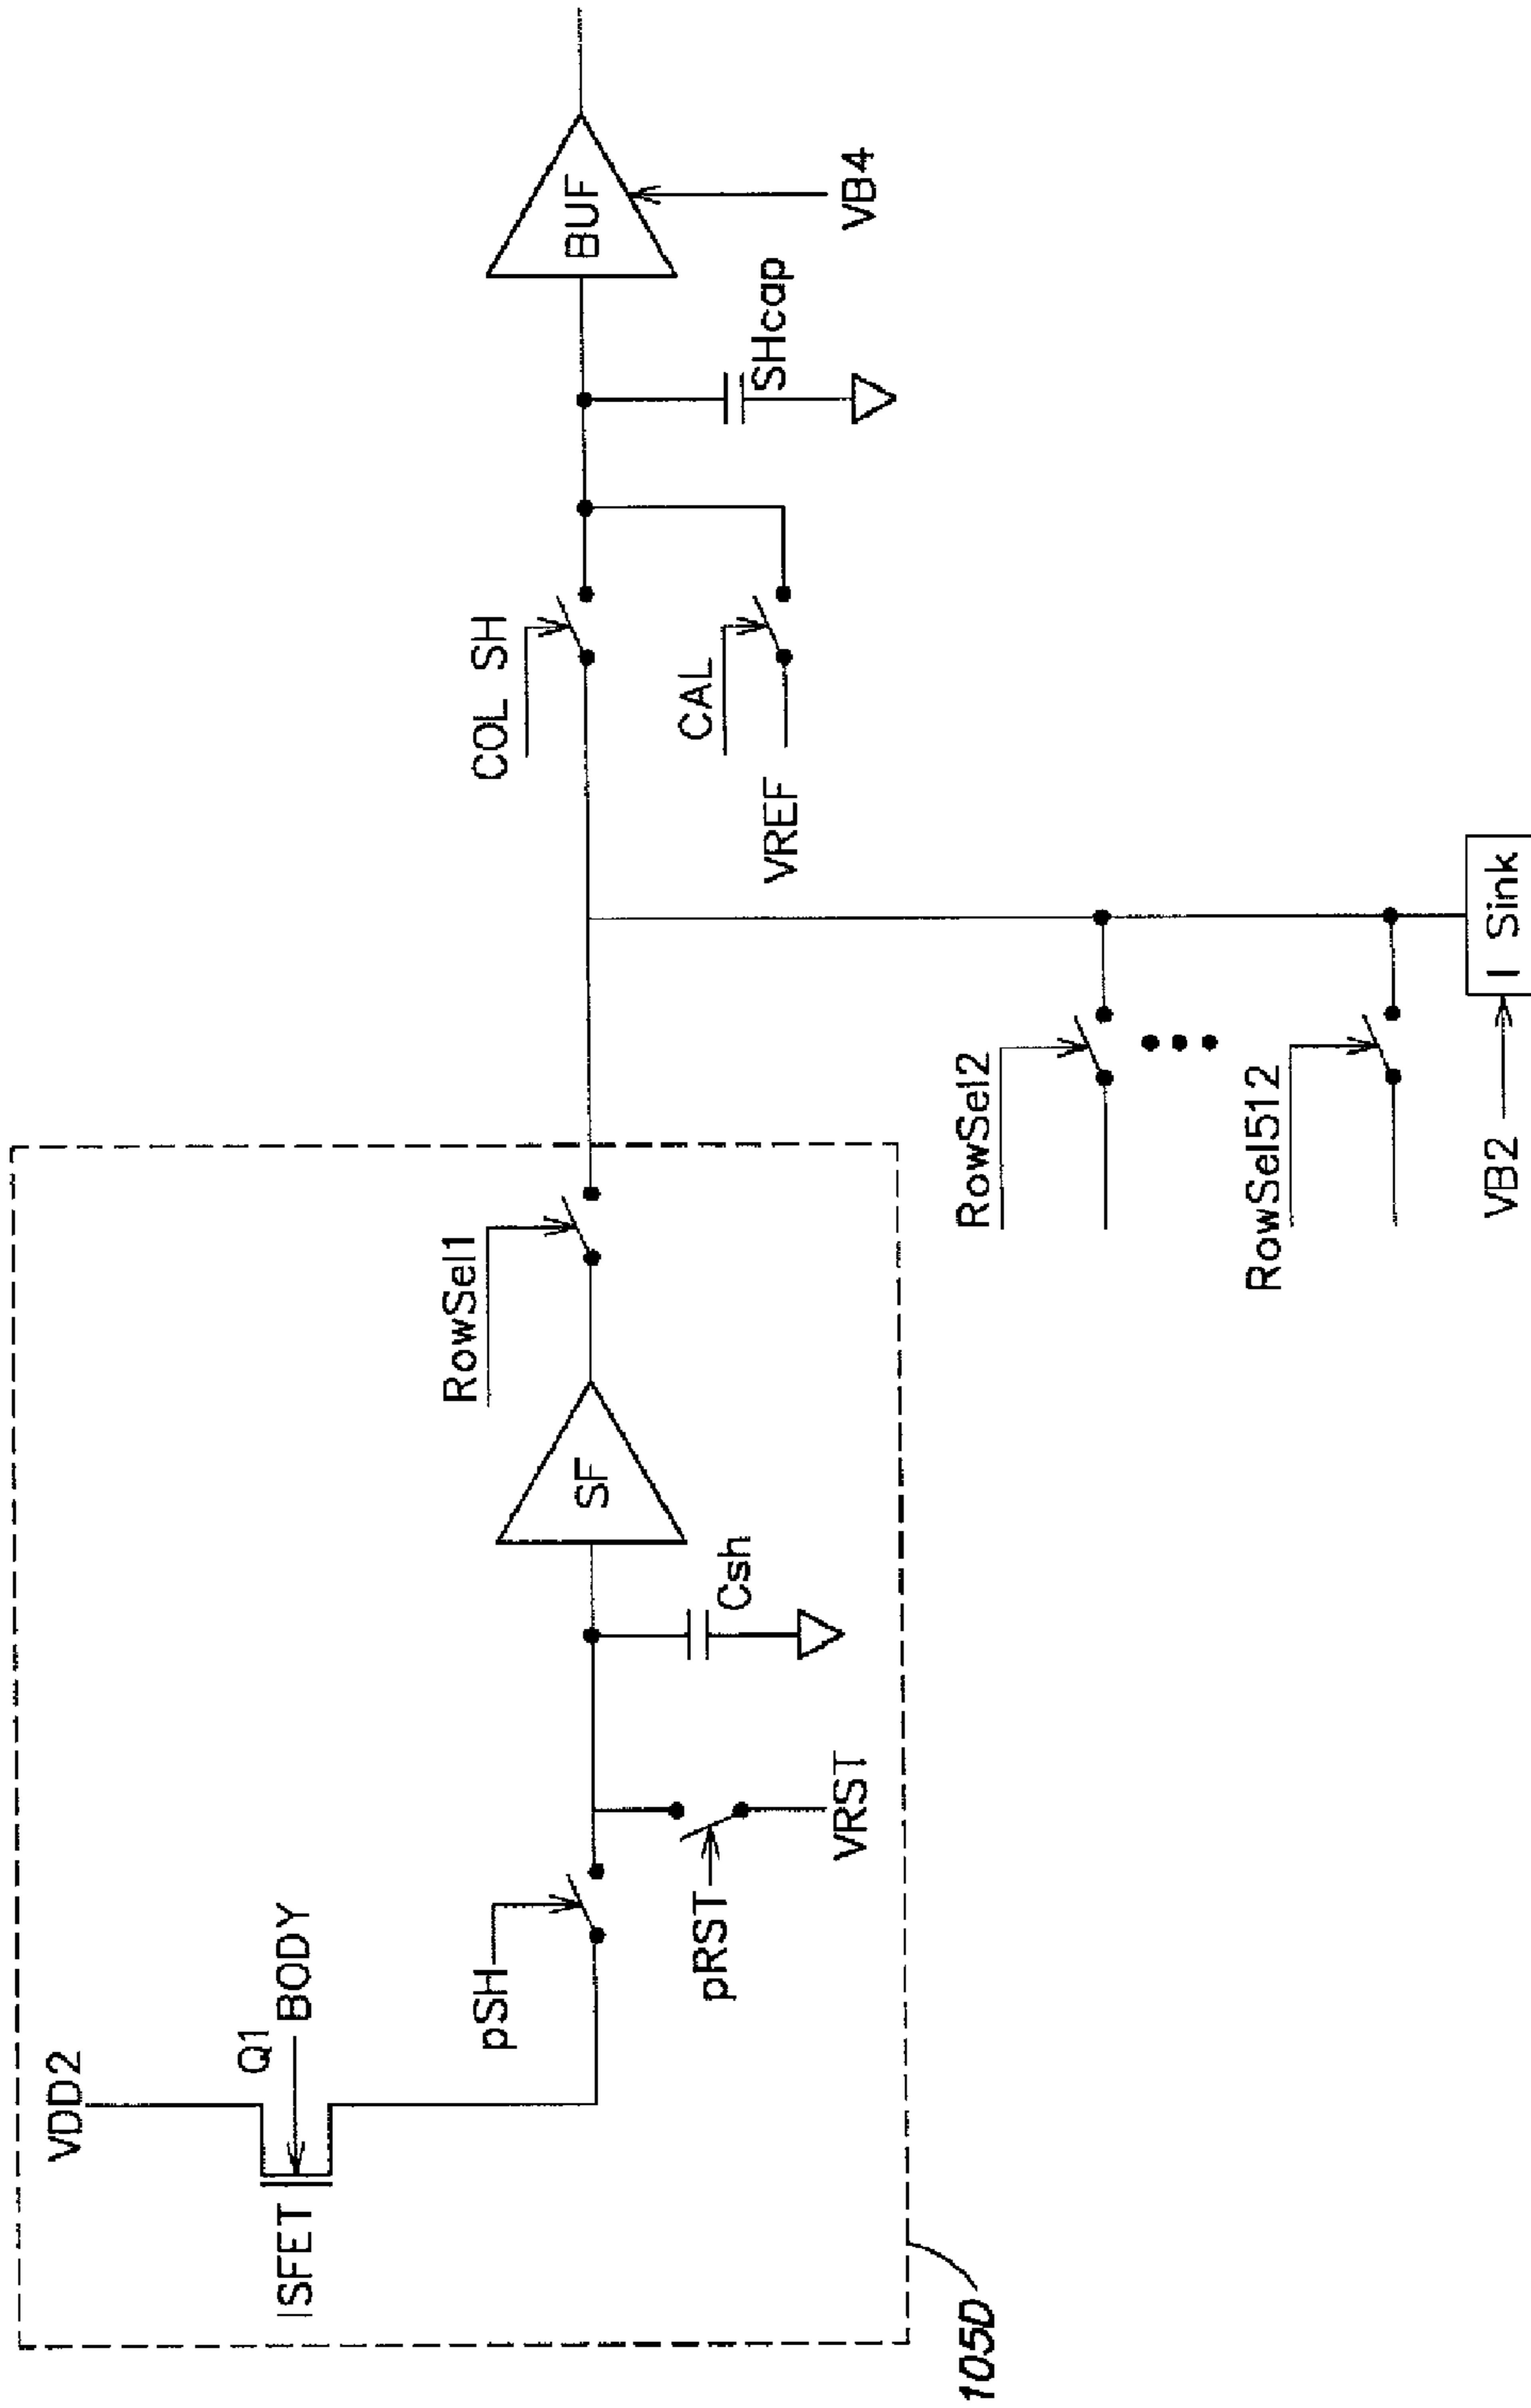 VDD2
Q1
BODY
ISFET
pSH
pRST
VRST
Csh
SF
RowSel1
RowSel2
RowSel512
VB2
I Sink
COL SH
CAL
VREF
SHcap
BUF
VB4
105D